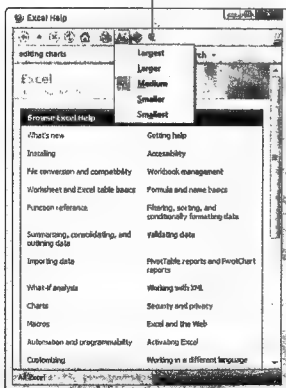 Excel Help
Largest
Larger
Medium
Smaller
Smallest
editing charts
Excel
Browse Excel Help
What's new
Getting help
Installing
Accessibility
File conversion and compatibility
Workbook management
Worksheet and Excel table basics
Formula and name basics
Function reference
Filtering, sorting, and
conditionally formatting data
Summarizing, consolidating, and
outlining data
Validating data
Importing data
PivotTable reports and PivotChart
reports
What-if analysis
Working with XML
Charts
Security and privacy
Macros
Excel and the Web
Automation and programmability
Activating Excel
Customizing
Working in a different language
All Excel